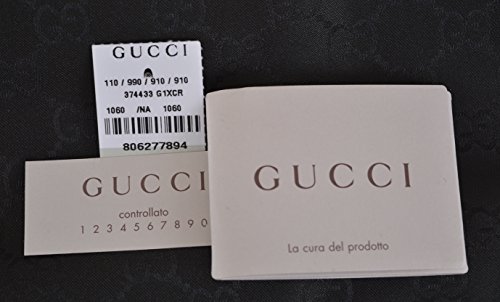 GUCCI
110 / 990 / 910 / 910
374433 G1XCR
1060 /NA 1060
806277894
GUCCI
controllato
1 2 3 4 5 6 7 8 9 0
GUCCI
La cura del prodotto